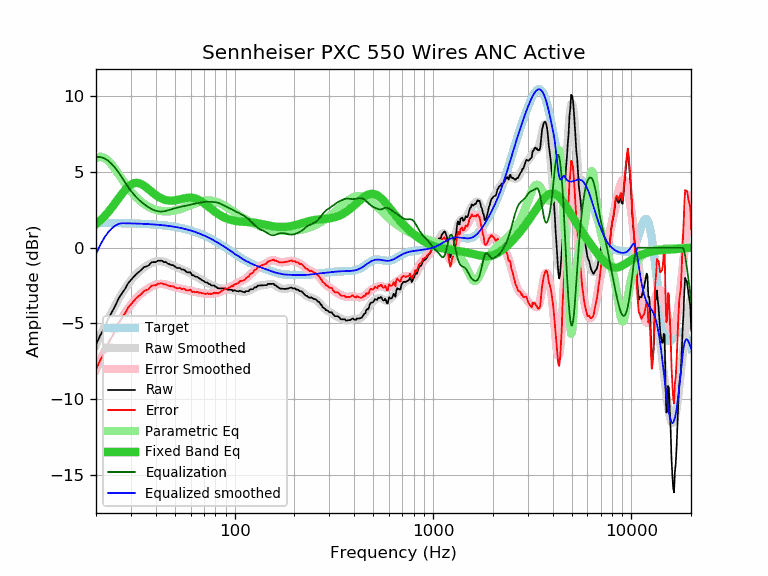 Sennheiser PXC 550 Wires ANC Active
Amplitude (dBr)
10
5
0
−5
−10
−15
Target
Raw Smoothed
Error Smoothed
Raw
Error
Parametric Eq
Fixed Band Eq
Equalization
Equalized smoothed
100 1000 10000
Frequency (Hz)